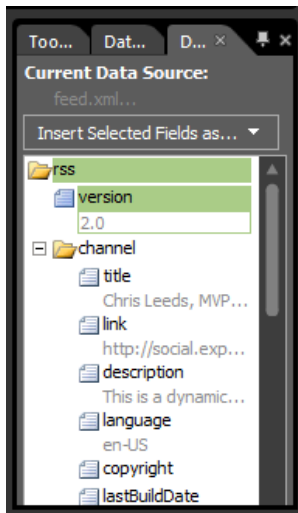 Too... Dat... D... ×
Current Data Source:
feed.xml...
Insert Selected Fields as...
rss
version
2.0
channel
title
Chris Leeds, MVP...
link
http://social.exp...
description
This is a dynamic...
language
en-US
copyright
lastBuildDate